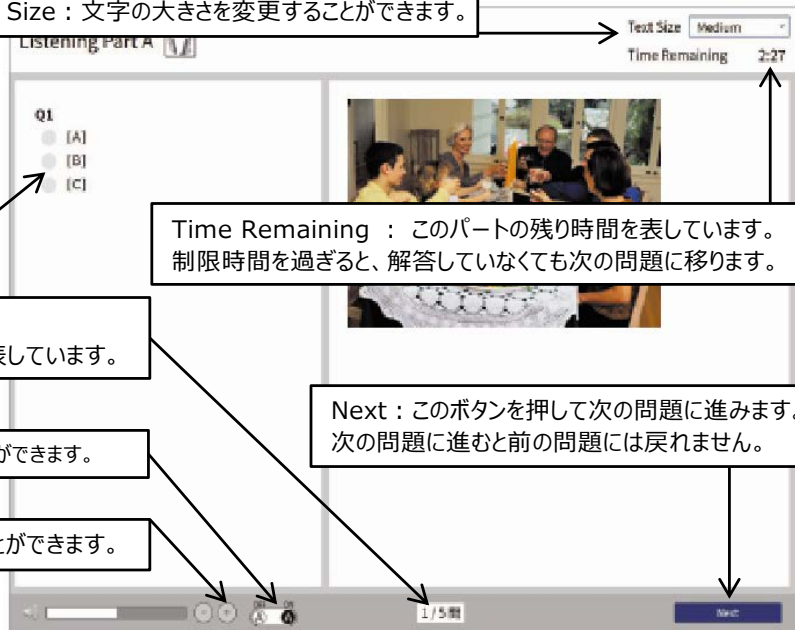 Size：文字の大きさを変更することができます。
Listening Part A
Text Size Medium
Time Remaining 2:27
Q1
[A]
[B]
[C]
Time Remaining ： このパートの残り時間を表しています。
制限時間を過ぎると、解答していなくても次の問題に移ります。
しています。
Next：このボタンを押して次の問題に進みます。
次の問題に進むと前の問題には戻れません。
ができます。
とができます。
OFF ON
1/5問
Next